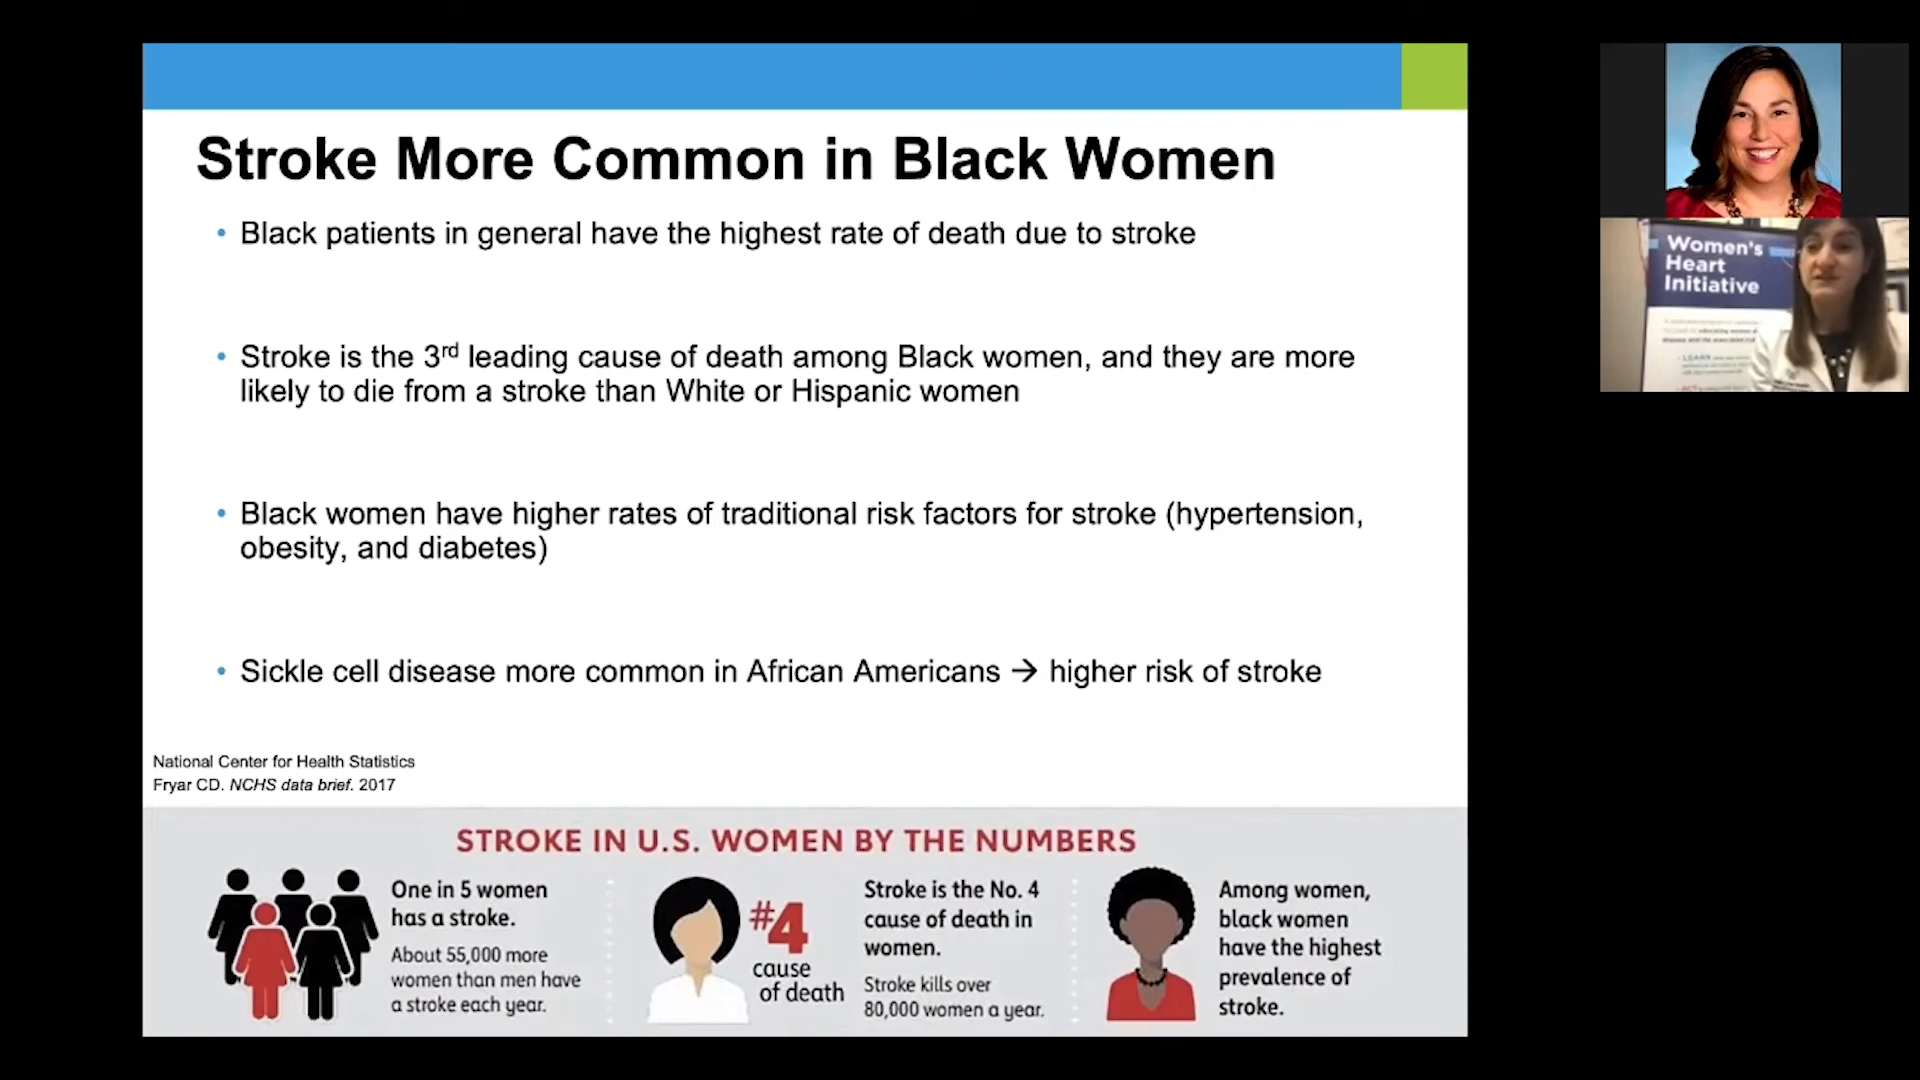 Stroke More Common in Black Women
• Black patients in general have the highest rate of death due to stroke
• Stroke is the 3rd leading cause of death among Black women, and they are more
likely to die from a stroke than White or Hispanic women
• Black women have higher rates of traditional risk factors for stroke (hypertension,
obesity, and diabetes)
• Sickle cell disease more common in African Americans → higher risk of stroke
National Center for Health Statistics
Fryar CD. NCHS data brief. 2017
STROKE IN U.S. WOMEN BY THE NUMBERS
One in 5 women
has a stroke.
About 55,000 more
women than men have
a stroke each year.
#4
cause
of death
Stroke is the No. 4
cause of death in
women.
Stroke kills over
80,000 women a year.
Among women,
black women
have the highest
prevalence of
stroke.
Women's
Heart
Initiative
LEARN
ACT